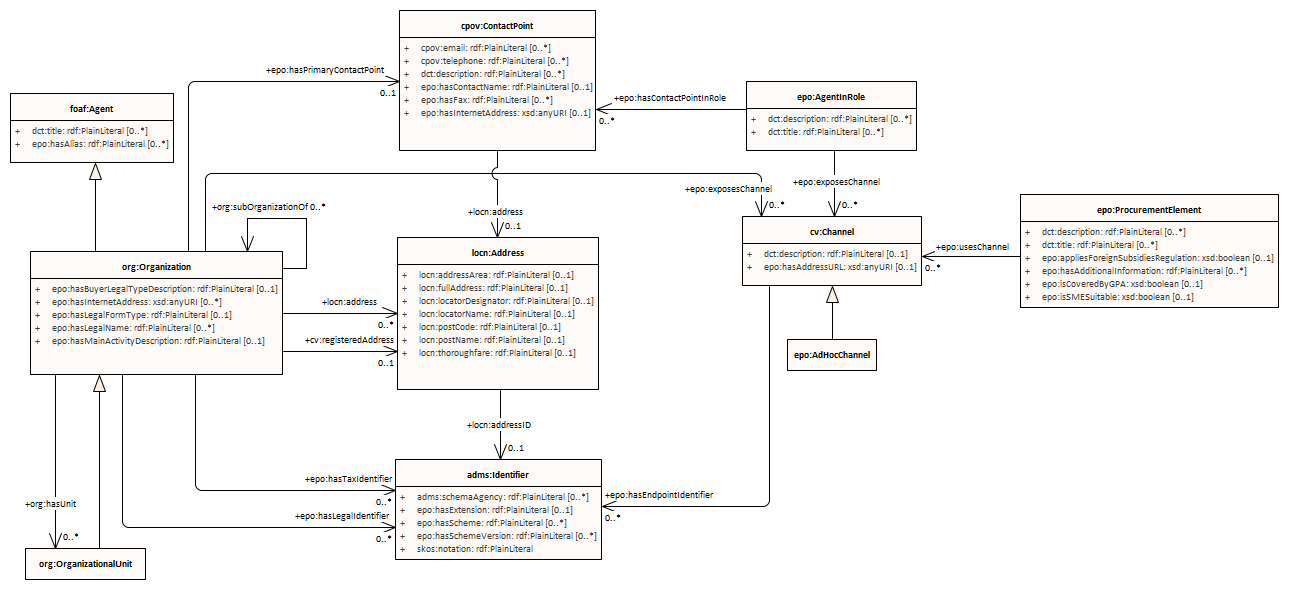 cpov:ContactPoint
+ cpov:email: rdf:PlainLiteral [0..*]
+ cpov:telephone: rdf:PlainLiteral [0..*]
+ dct:description: rdf:PlainLiteral [0..*]
+ epo:hasContactName: rdf:PlainLiteral [0..1]
+ epo:hasFax: rdf:PlainLiteral [0..*]
+ epo:hasInternetAddress: xsd:anyURI [0..1]
+epo:hasPrimaryContactPoint
0..1
foaf:Agent
+ dct:title: rdf:PlainLiteral [0..*]
+ epo:hasAlias: rdf:PlainLiteral [0..*]
+epo:hasContactPointInRole
0..*
epo:AgentInRole
+ dct:description: rdf:PlainLiteral [0..*]
+ dct:title: rdf:PlainLiteral [0..*]
+epo:exposesChannel
0..*
+epo:exposesChannel
0..*
+org:subOrganizationOf 0..*
+locn:address
0..1
epo:ProcurementElement
+ dct:description: rdf:PlainLiteral [0..*]
+ dct:title: rdf:PlainLiteral [0..*]
+ epo:appliesForeignSubsidiesRegulation: xsd:boolean [0..1]
+ epo:hasAdditionalInformation: rdf:PlainLiteral [0..*]
+ epo:isCoveredByGPA: xsd:boolean [0..1]
+ epo:isSMESuitable: xsd:boolean [0..1]
+epo:usesChannel
0..*
cv:Channel
+ dct:description: rdf:PlainLiteral [0..1]
+ epo:hasAddressURL: xsd:anyURI [0..1]
org:Organization
+ epo:hasBuyerLegalTypeDescription: rdf:PlainLiteral [0..1]
+ epo:hasInternetAddress: xsd:anyURI [0..*]
+ epo:hasLegalFormType: rdf:PlainLiteral [0..1]
+ epo:hasLegalName: rdf:PlainLiteral [0..*]
+ epo:hasMainActivityDescription: rdf:PlainLiteral [0..1]
+locn:address
0..*
+cv:registeredAddress
0..1
locn:Address
+ locn:addressArea: rdf:PlainLiteral [0..1]
+ locn:fullAddress: rdf:PlainLiteral [0..1]
+ locn:locatorDesignator: rdf:PlainLiteral [0..1]
+ locn:locatorName: rdf:PlainLiteral [0..1]
+ locn:postCode: rdf:PlainLiteral [0..1]
+ locn:postName: rdf:PlainLiteral [0..1]
+ locn:thoroughfare: rdf:PlainLiteral [0..1]
epo:AdHocChannel
+locn:addressID
0..1
+epo:hasTaxIdentifier
0..*
+epo:hasLegalIdentifier
0..*
adms:Identifier
+ adms:schemaAgency: rdf:PlainLiteral [0..*]
+ epo:hasExtension: rdf:PlainLiteral [0..1]
+ epo:hasScheme: rdf:PlainLiteral [0..*]
+ epo:hasSchemeVersion: rdf:PlainLiteral [0..*]
+ skos:notation: rdf:PlainLiteral
+epo:hasEndpointIdentifier
0..*
+org:hasUnit
0..*
org:OrganizationalUnit